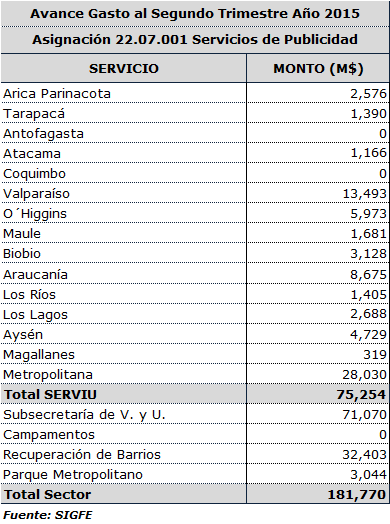 Avance Gasto al Segundo Trimestre Año 2015
Asignación 22.07.001 Servicios de Publicidad
SERVICIO MONTO (M$)
Arica Parinacota 2,576
Tarapacá 1,390
Antofagasta 0
Atacama 1,166
Coquimbo 0
Valparaíso 13,493
O´Higgins 5,973
Maule 1,681
Biobio 3,128
Araucanía 8,675
Los Ríos 1,405
Los Lagos 2,688
Aysén 4,729
Magallanes 319
Metropolitana 28,030
Total SERVIU 75,254
Subsecretaría de V. y U. 71,070
Campamentos 0
Recuperación de Barrios 32,403
Parque Metropolitano 3,044
Total Sector 181,770
Fuente: SIGFE